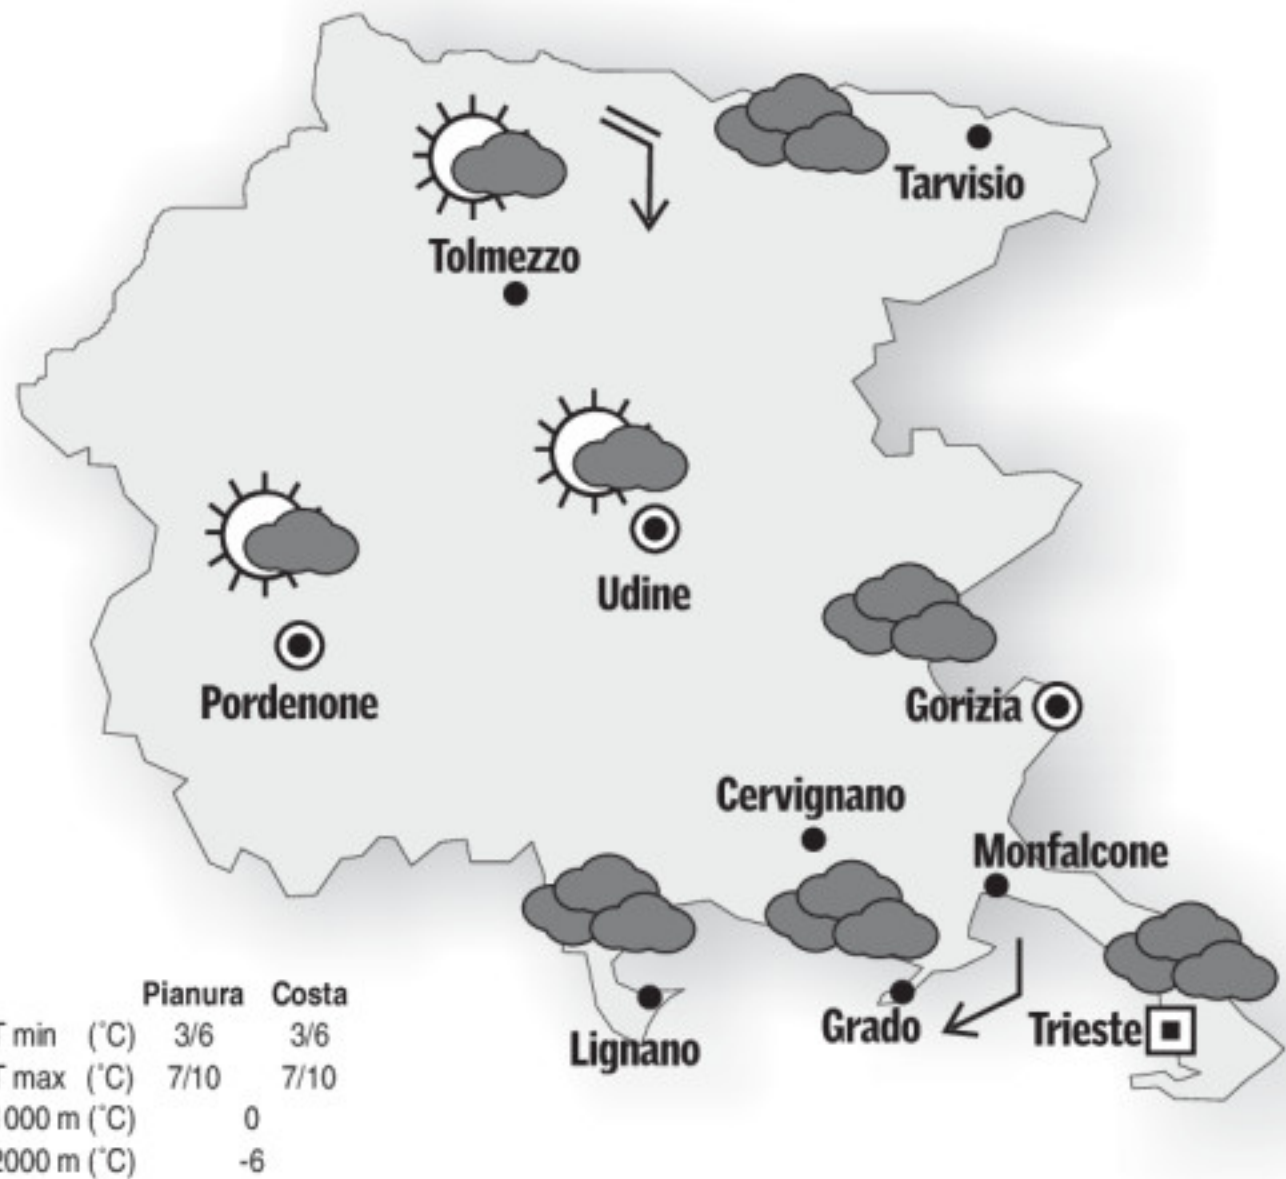 Tarvisio
Tolmezzo
Udine
Pordenone
Gorizia
Cervignano
Monfalcone
Grado
Trieste
Lignano
Pianura Costa
T min (°C) 3/6 3/6
T max (°C) 7/10 7/10
1000 m (°C) 0
2000 m (°C) -6